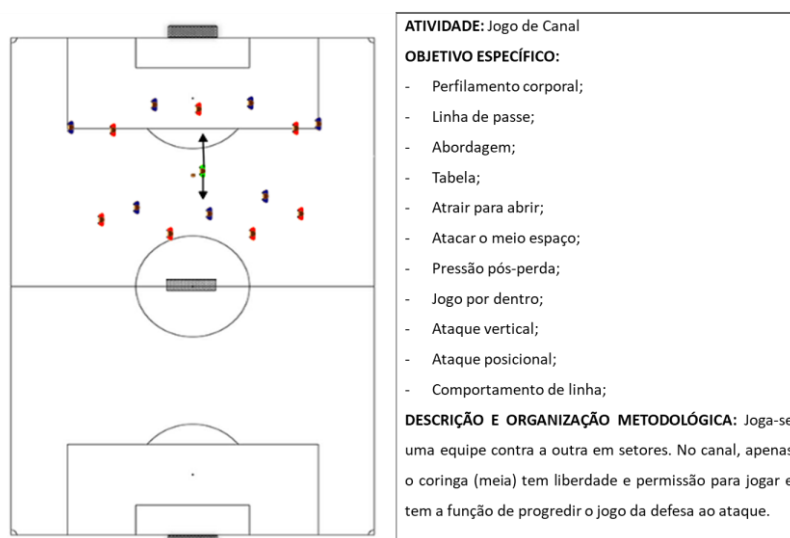 ATIVIDADE: Jogo de Canal
OBJETIVO ESPECÍFICO:
- Perfilamento corporal;
- Linha de passe;
- Abordagem;
- Tabela;
- Atrair para abrir;
- Atacar o meio espaço;
- Pressão pós-perda;
- Jogo por dentro;
- Ataque vertical;
- Ataque posicional;
- Comportamento de linha;
DESCRIÇÃO E ORGANIZAÇÃO METODOLÓGICA: Joga-se
uma equipe contra a outra em setores. No canal, apenas
o coringa (meia) tem liberdade e permissão para jogar e
tem a função de progredir o jogo da defesa ao ataque.